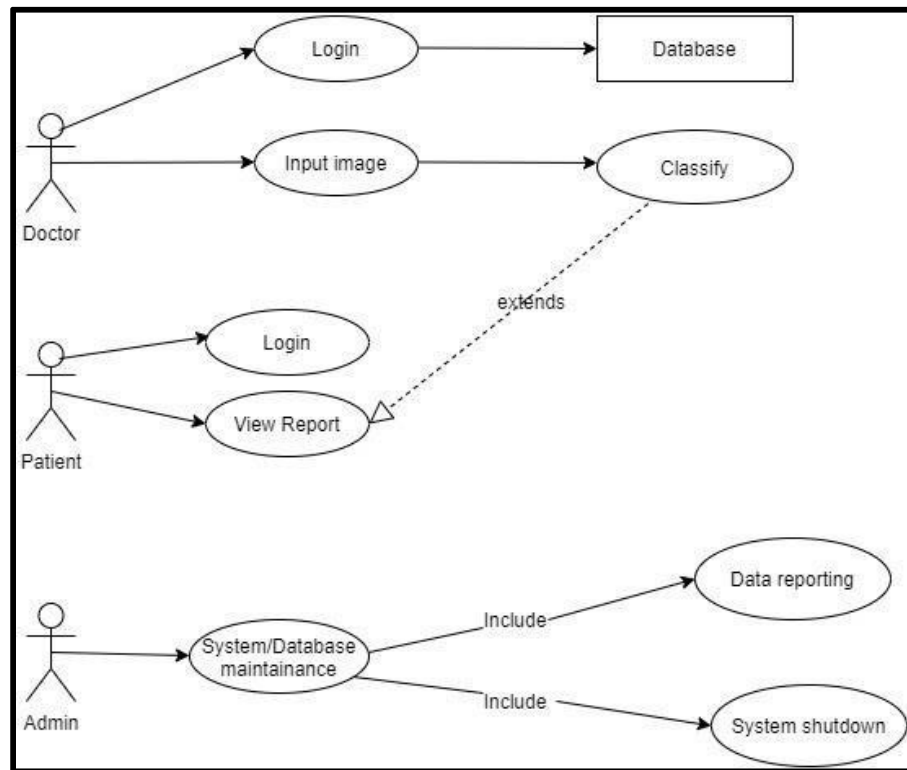 Login
Database
Input image
Classify
Doctor
extends
Login
View Report
Patient
Data reporting
Include
System/Database
maintainance
Include
Admin
System shutdown